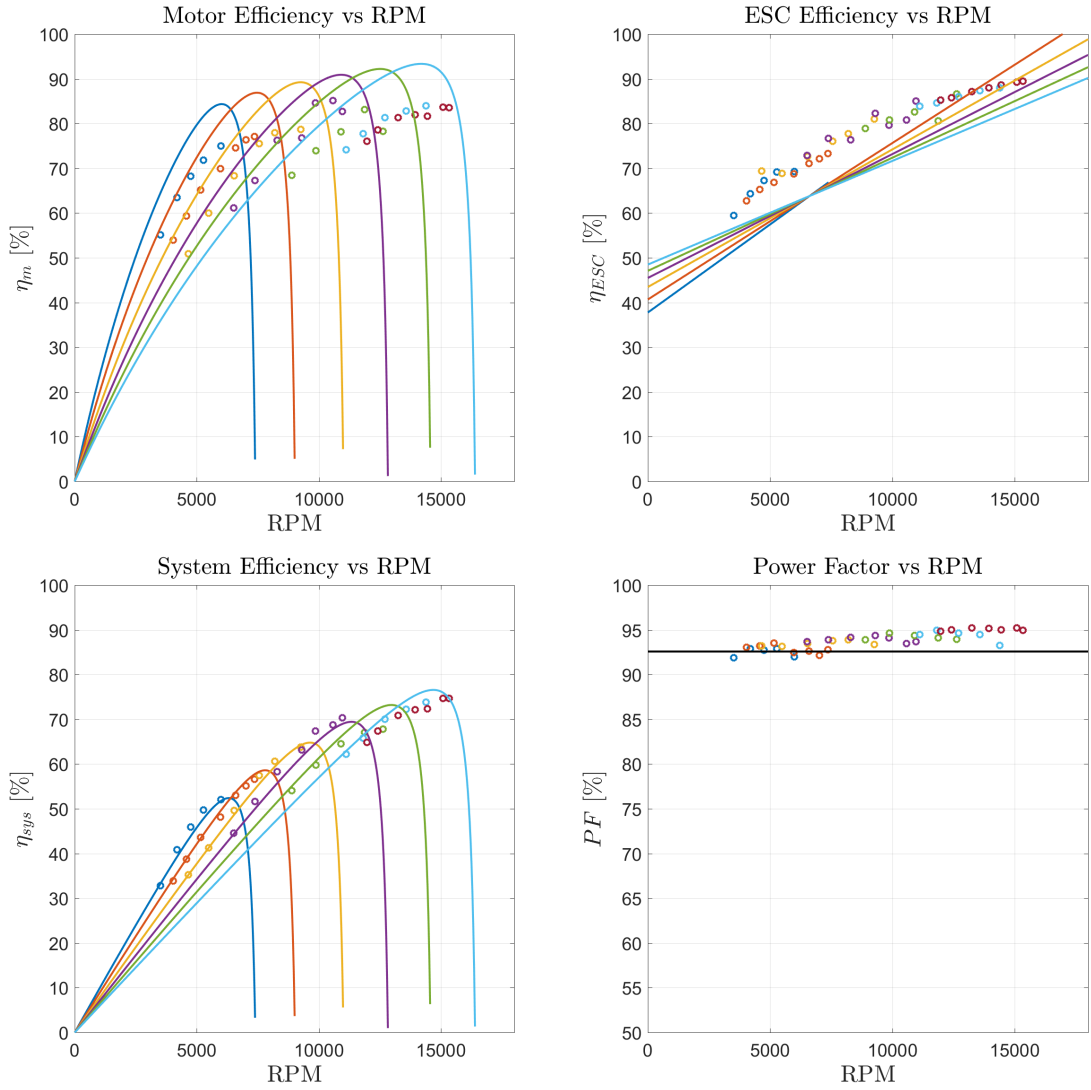 Motor Efficiency vs RPM
100
90
80
70
60
50
40
30
20
10
0
η_m [%]
0 5000 10000 15000
RPM
ESC Efficiency vs RPM
100
90
80
70
60
50
40
30
20
10
0
η_ESC [%]
0 5000 10000 15000
RPM
System Efficiency vs RPM
100
90
80
70
60
50
40
30
20
10
0
η_sys [%]
0 5000 10000 15000
RPM
Power Factor vs RPM
100
95
90
85
80
75
70
65
60
55
50
PF [%]
0 5000 10000 15000
RPM